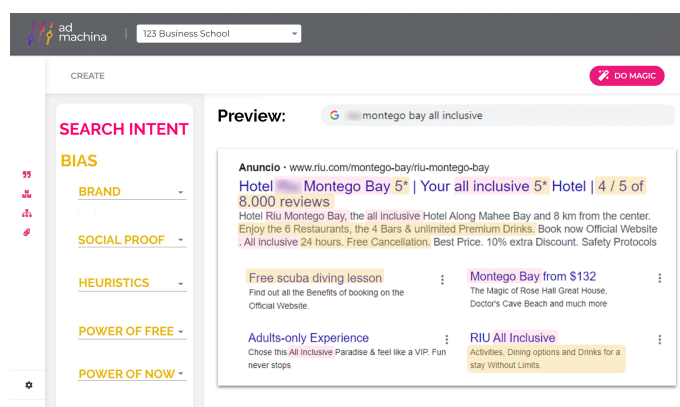 ad
machina
123 Business School
CREATE
DO MAGIC
SEARCH INTENT
BIAS
BRAND
SOCIAL PROOF
HEURISTICS
POWER OF FREE
POWER OF NOW
Preview:
montego bay all inclusive
Anuncio · www.riu.com/montego-bay/riu-montego-bay
Hotel Montego Bay 5* | Your all inclusive 5* Hotel | 4 / 5 of
8.000 reviews
Hotel Riu Montego Bay, the all inclusive Hotel Along Mahee Bay and 8 km from the center.
Enjoy the 6 Restaurants, the 4 Bars & unlimited Premium Drinks. Book now Official Website
. All inclusive 24 hours. Free Cancellation. Best Price. 10% extra Discount. Safety Protocols
Free scuba diving lesson
Find out all the Benefits of booking on the
Official Website.
Montego Bay from $132
The Magic of Rose Hall Great House,
Doctor's Cave Beach and much more
Adults-only Experience
Chose this All Inclusive Paradise & feel like a VIP. Fun
never stops
RIU All Inclusive
Activities, Dining options and Drinks for a
stay Without Limits.